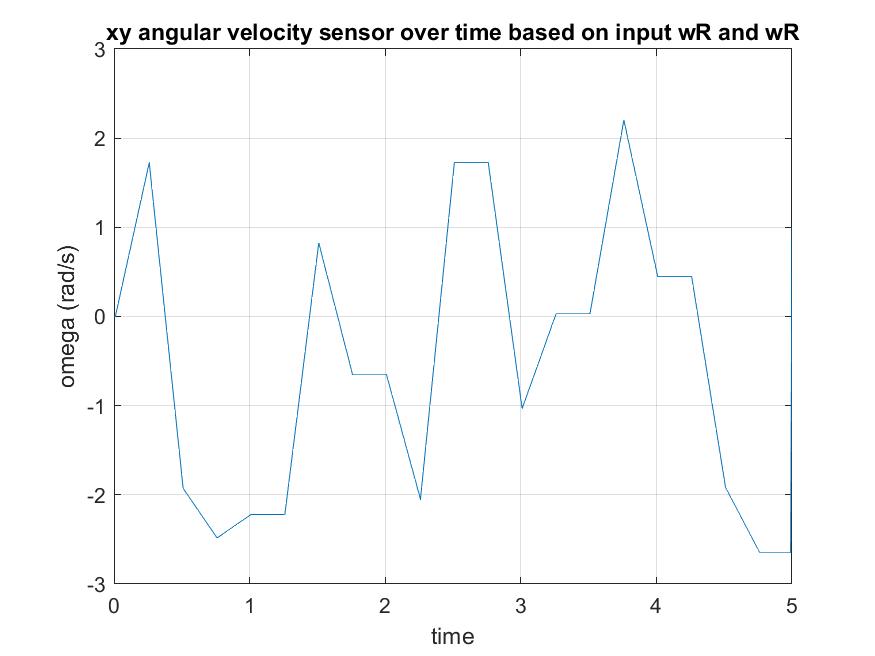 xy angular velocity sensor over time based on input wR and wR
3
2
1
0
-1
-2
-3
omega (rad/s)
0 1 2 3 4 5
time